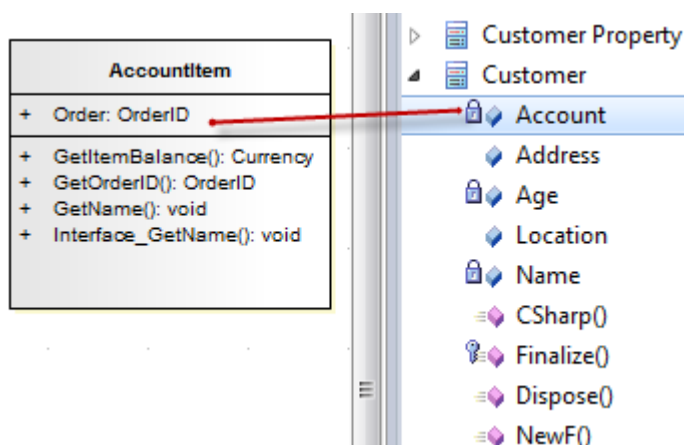 AccountItem
+ Order: OrderID
+ GetItemBalance(): Currency
+ GetOrderID(): OrderID
+ GetName(): void
+ Interface_GetName(): void
Customer Property
Customer
Account
Address
Age
Location
Name
CSharp()
Finalize()
Dispose()
NewF()